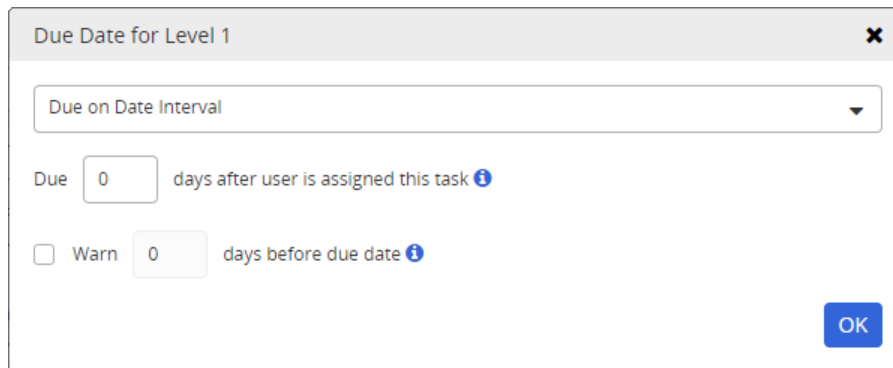 Due Date for Level 1
Due on Date Interval
Due 0 days after user is assigned this task
Warn 0 days before due date
OK